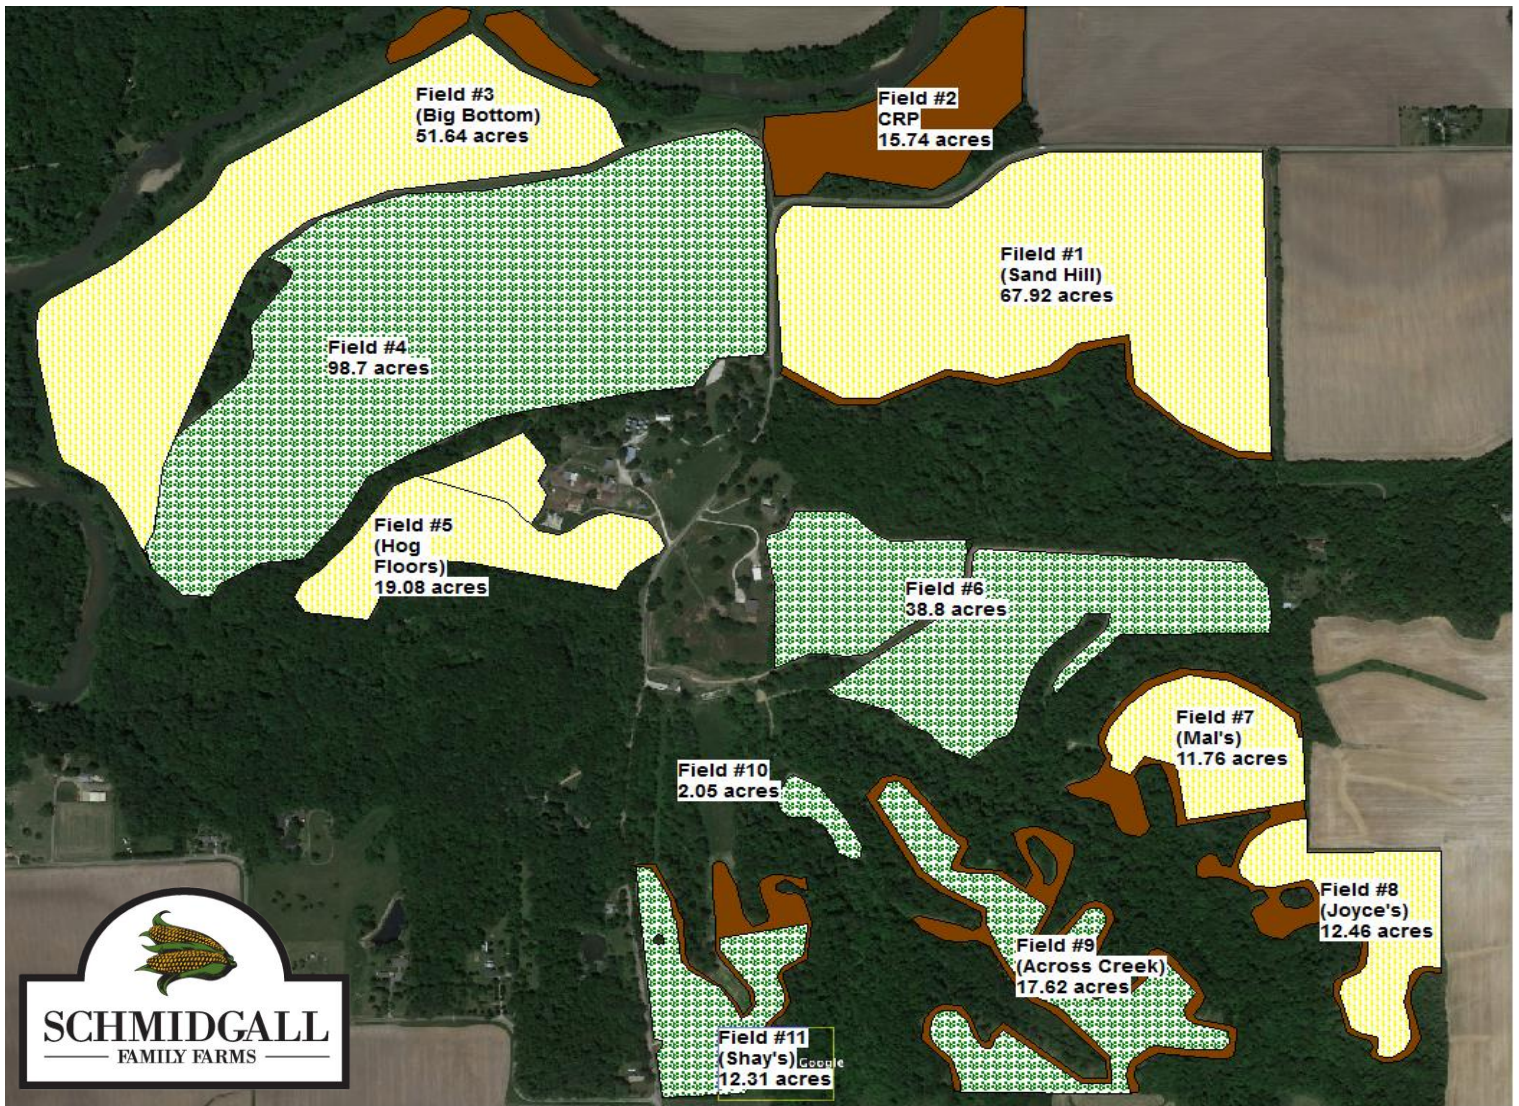 Field #3
(Big Bottom)
51.64 acres
Field #2
CRP
15.74 acres
Fileld #1
(Sand Hill)
67.92 acres
Field #4
98.7 acres
Field #5
(Hog
Floors)
19.08 acres
Field #6
38.8 acres
Field #7
(Mal's)
11.76 acres
Field #10
2.05 acres
Field #8
(Joyce's)
12.46 acres
Field #9
(Across Creek)
17.62 acres
Field #11
(Shay's)
12.31 acres
Google
SCHMIDGALL
FAMILY FARMS